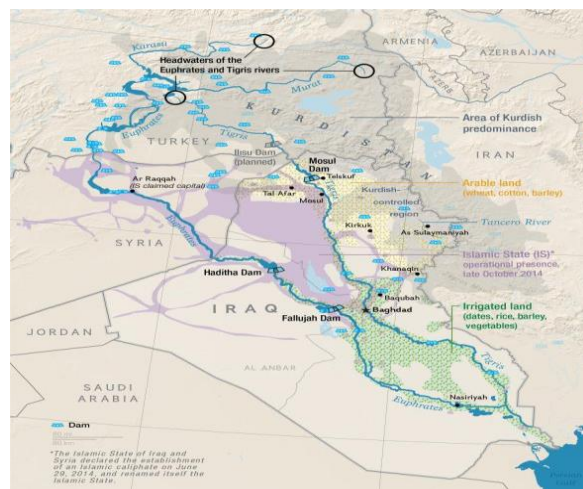 ARMENIA
AZERBAIJAN
Karasu
Headwaters of the
Euphrates and Tigris rivers
Murat
KURDISTAN
Area of Kurdish
predominance
Euphrates
TURKEY
Tigris
IRAN
Ilisu Dam
(planned)
Mosul
Dam
Telskuf
Arable land
(wheat, cotton, barley)
Ar Raqqah
(IS claimed capital)
Tal Afar
Mosul
Tigris
Kurdish-
controlled
region
Tancero River
Kirkuk
As Sulaymaniyah
Euphrates
SYRIA
Islamic State (IS)*
operational presence,
late October 2014
Haditha Dam
Khanaqin
Baqubah
IRAQ
Fallujah Dam
Baghdad
Irrigated land
(dates, rice, barley,
vegetables)
JORDAN
AL ANBAR
Tigris
SAUDI
ARABIA
Euphrates
Nasiriyah
Dam
*The Islamic State of Iraq and
Syria declared the establishment
of an Islamic caliphate on June
29, 2014, and renamed itself the
Islamic State.